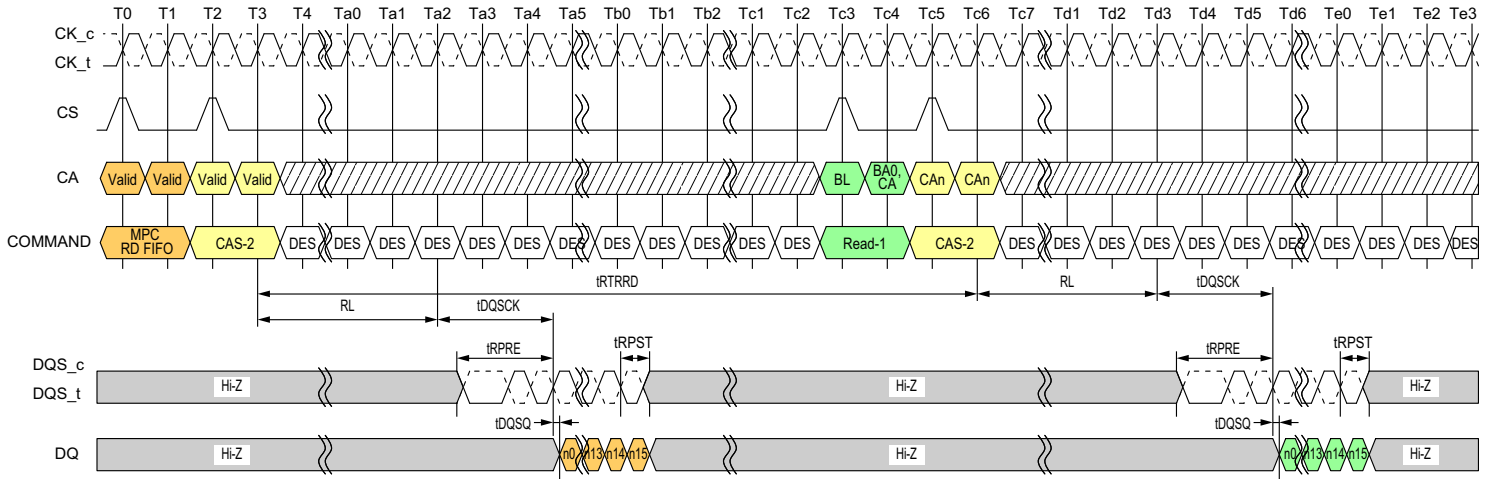 T0 T1 T2 T3 T4 Ta0 Ta1 Ta2 Ta3 Ta4 Ta5 Tb0 Tb1 Tb2 Tc1 Tc2 Tc3 Tc4 Tc5 Tc6 Tc7 Td1 Td2 Td3 Td4 Td5 Td6 Te0 Te1 Te2 Te3
CK_c
CK_t
CS
CA Valid Valid Valid Valid BL BA0, CA CAn CAn
COMMAND MPC RD FIFO CAS-2 DES DES DES DES DES DES DES DES DES DES DES DES Read-1 CAS-2 DES DES DES DES DES DES DES DES DES DES DES
tRTRRD
RL tDQSCK RL tDQSCK
tRPRE tRPST tRPRE tRPST
DQS_c
DQS_t
Hi-Z Hi-Z Hi-Z
tDQSQ tDQSQ
DQ Hi-Z n0 n13 n14 n15 Hi-Z n0 n13 n14 n15 Hi-Z